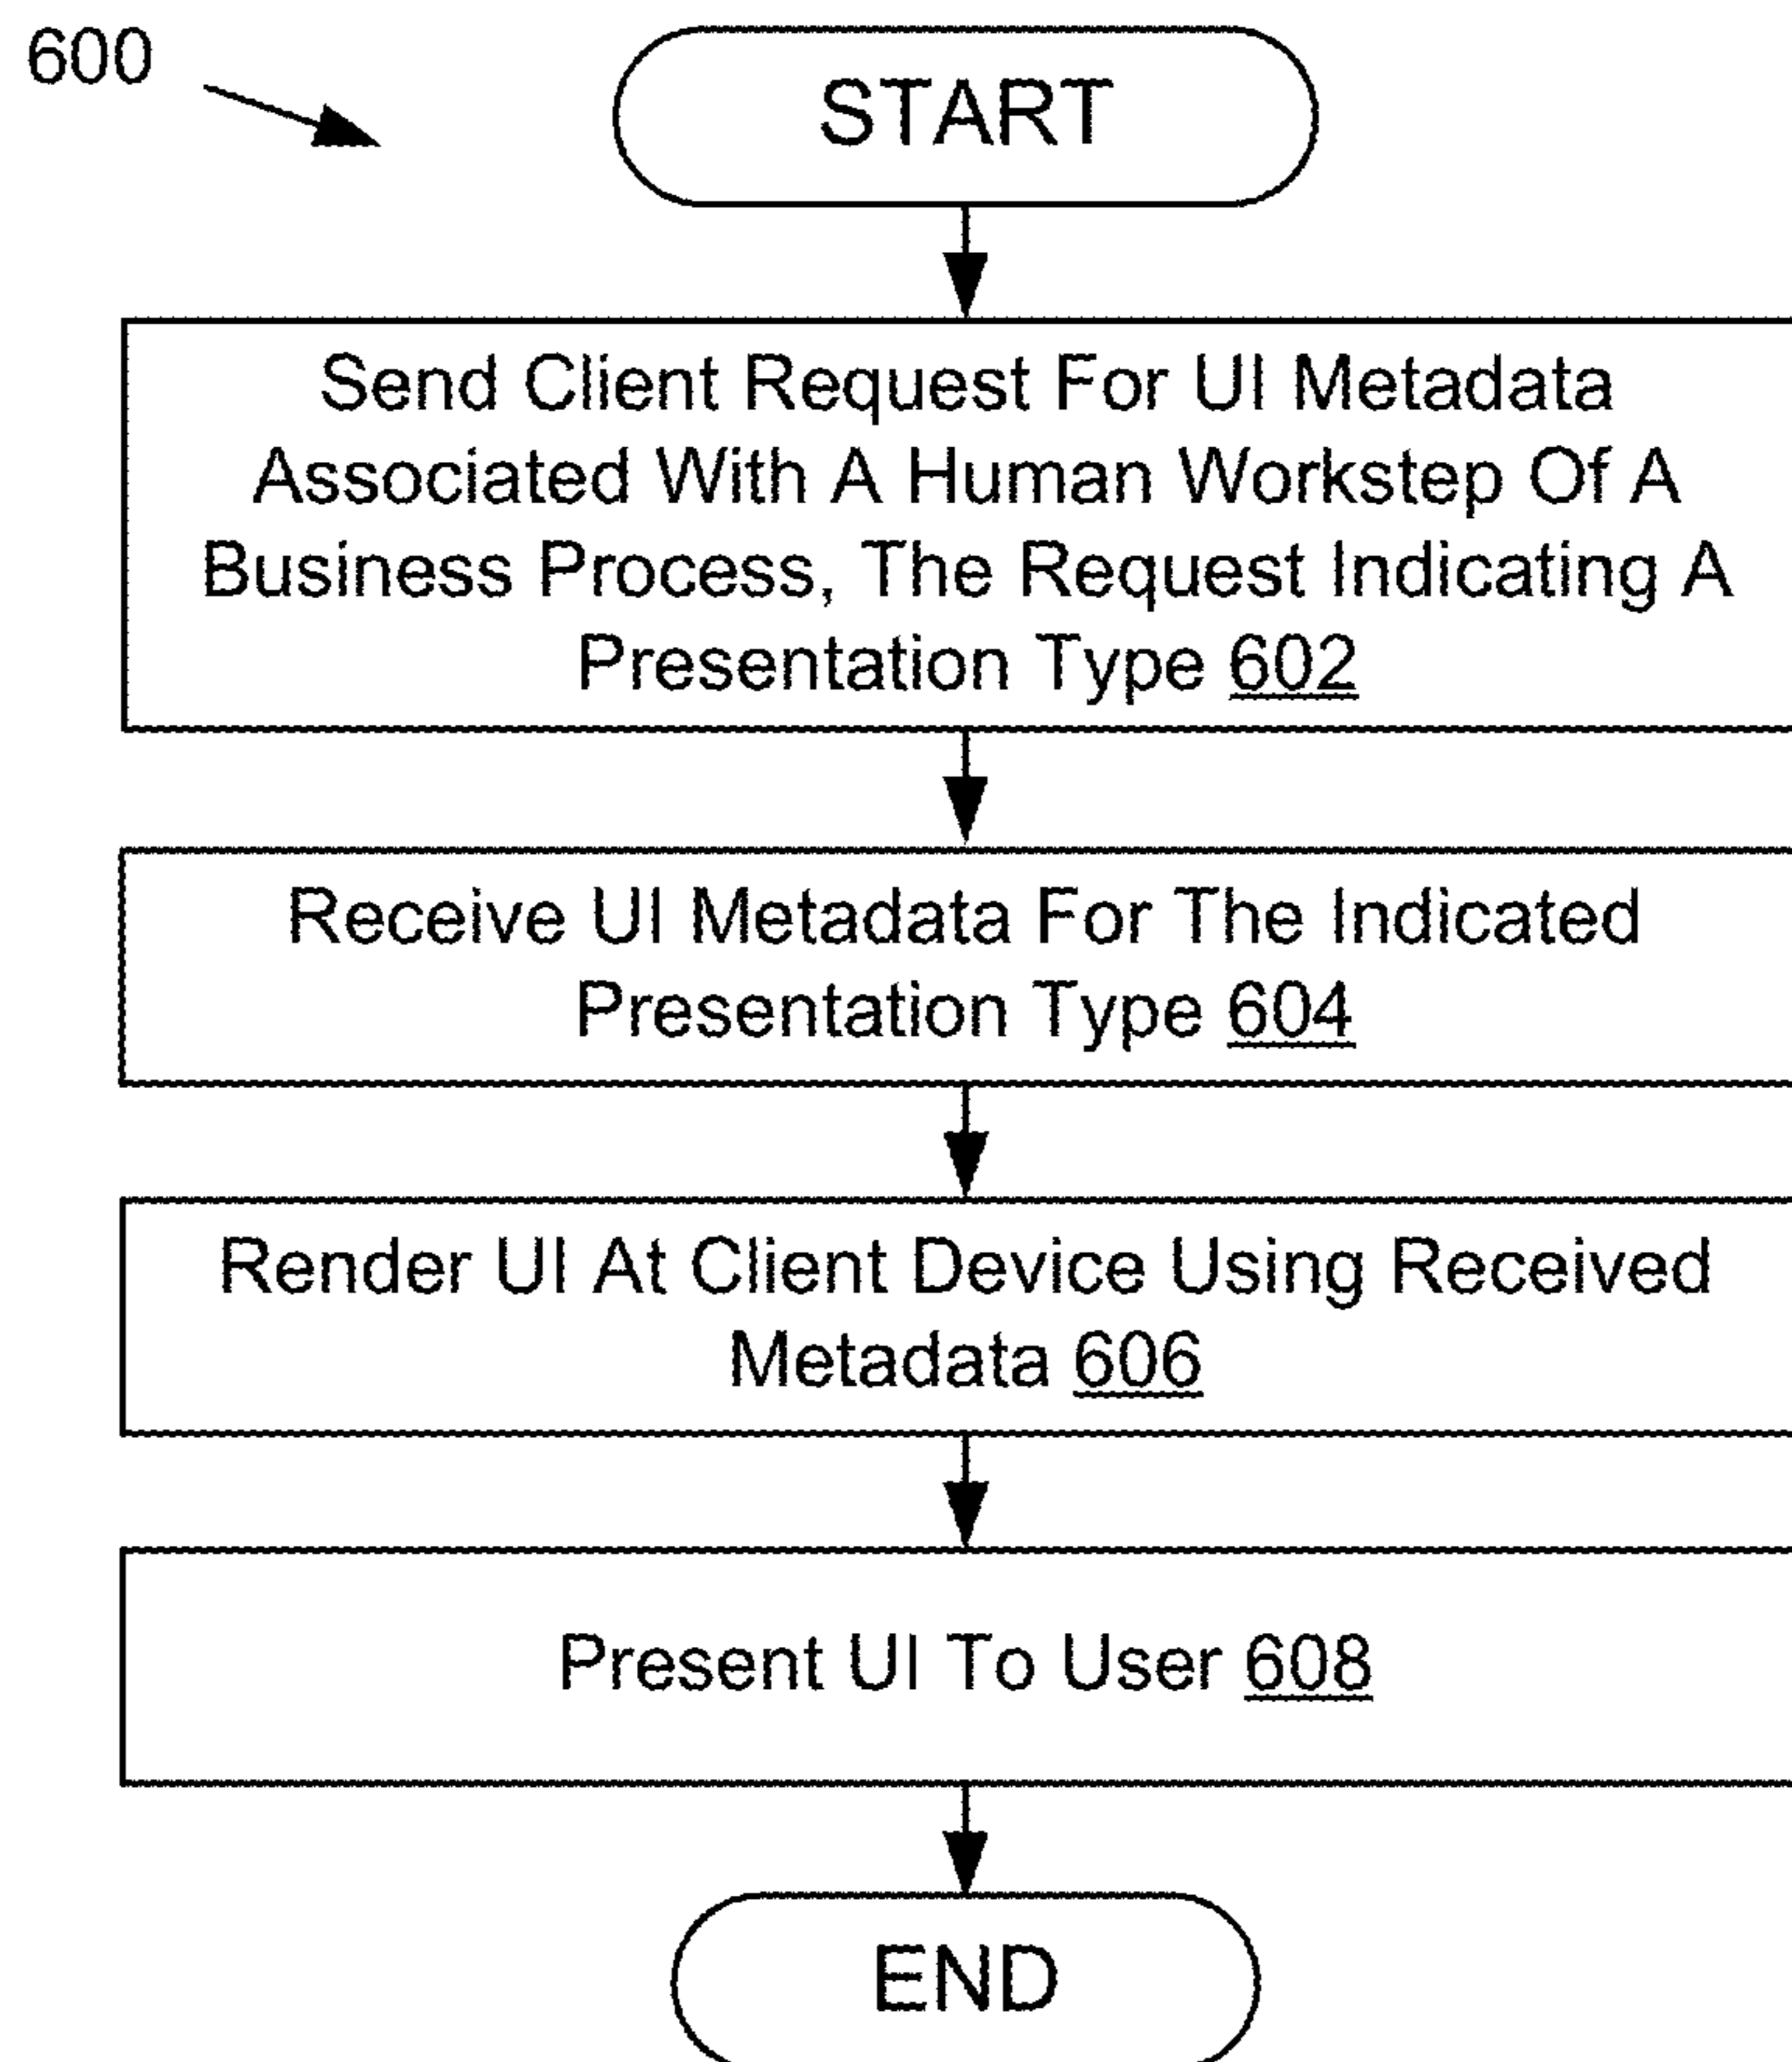 600
START
Send Client Request For UI Metadata
Associated With A Human Workstep Of A
Business Process, The Request Indicating A
Presentation Type 602
Receive UI Metadata For The Indicated
Presentation Type 604
Render UI At Client Device Using Received
Metadata 606
Present UI To User 608
END